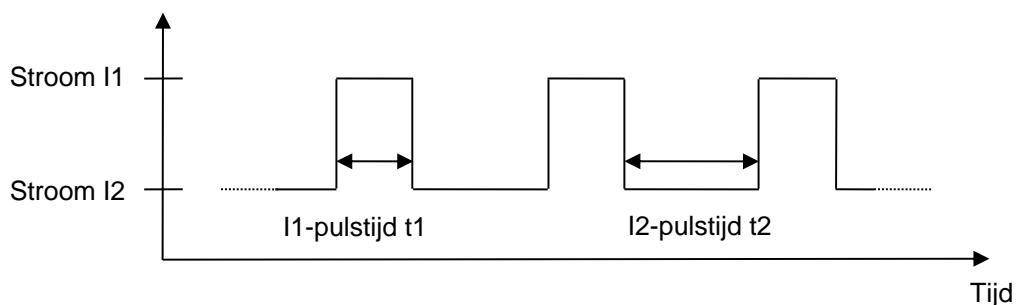 Stroom I1
Stroom I2
I1-pulstijd t1
I2-pulstijd t2
Tijd